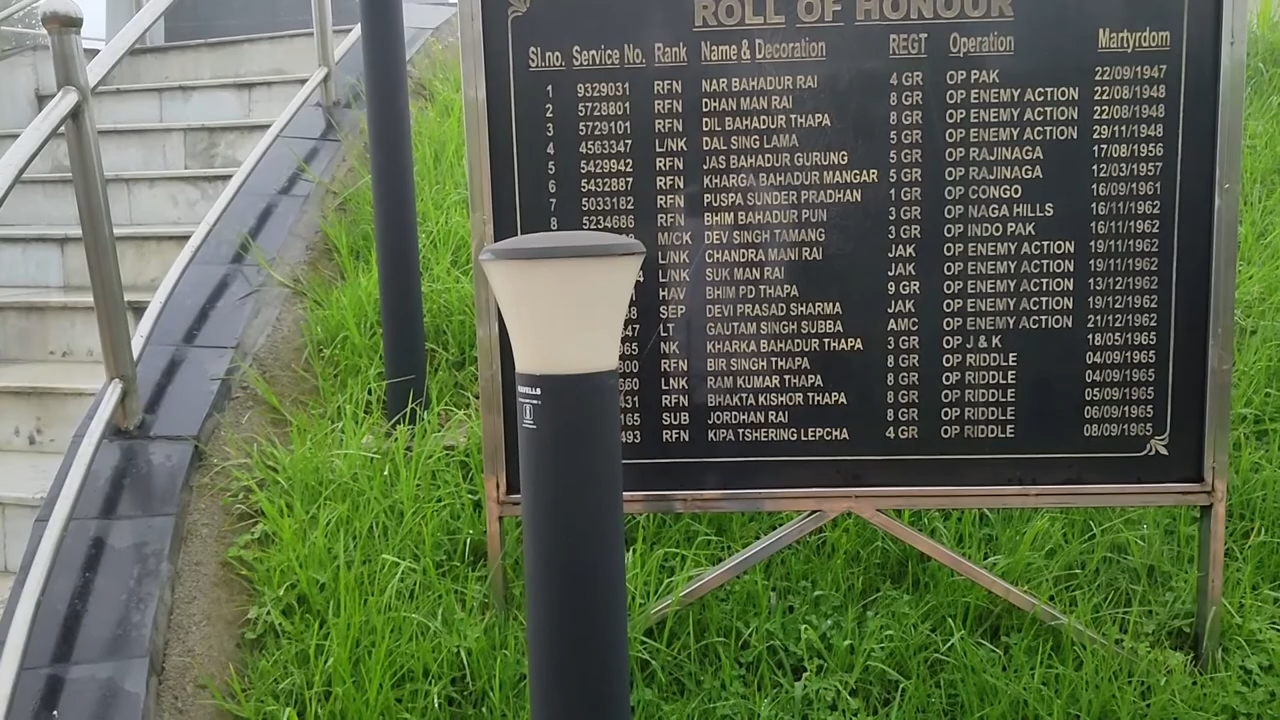 ROLL OF HONOUR
Sl.no. Service No. Rank Name & Decoration REGT Operation Martyrdom
1 9329031 RFN NAR BAHADUR RAI 4 GR OP PAK 22/09/1947
2 5728801 RFN DHAN MAN RAI 8 GR OP ENEMY ACTION 22/08/1948
3 5729101 RFN DIL BAHADUR THAPA 8 GR OP ENEMY ACTION 22/08/1948
4 4563347 L/NK DAL SING LAMA 5 GR OP ENEMY ACTION 29/11/1948
5 5429942 RFN JAS BAHADUR GURUNG 5 GR OP RAJINAGA 17/08/1956
6 5432887 RFN KHARGA BAHADUR MANGAR 5 GR OP RAJINAGA 12/03/1957
7 5033182 RFN PUSPA SUNDER PRADHAN 1 GR OP CONGO 16/09/1961
8 5234686 RFN BHIM BAHADUR PUN 3 GR OP NAGA HILLS 16/11/1962
M/CK DEV SINGH TAMANG 3 GR OP INDO PAK 16/11/1962
L/NK CHANDRA MANI RAI JAK OP ENEMY ACTION 19/11/1962
L/NK SUK MAN RAI JAK OP ENEMY ACTION 19/11/1962
HAV BHIM PD THAPA 9 GR OP ENEMY ACTION 13/12/1962
SEP DEVI PRASAD SHARMA JAK OP ENEMY ACTION 19/12/1962
LT GAUTAM SINGH SUBBA AMC OP ENEMY ACTION 21/12/1962
965 NK KHARKA BAHADUR THAPA 3 GR OP J & K 18/05/1965
800 RFN BIR SINGH THAPA 8 GR OP RIDDLE 04/09/1965
560 LNK RAM KUMAR THAPA 8 GR OP RIDDLE 04/09/1965
431 RFN BHAKTA KISHOR THAPA 8 GR OP RIDDLE 05/09/1965
165 SUB JORDHAN RAI 8 GR OP RIDDLE 06/09/1965
493 RFN KIPA TSHERING LEPCHA 4 GR OP RIDDLE 08/09/1965
HAVELLS